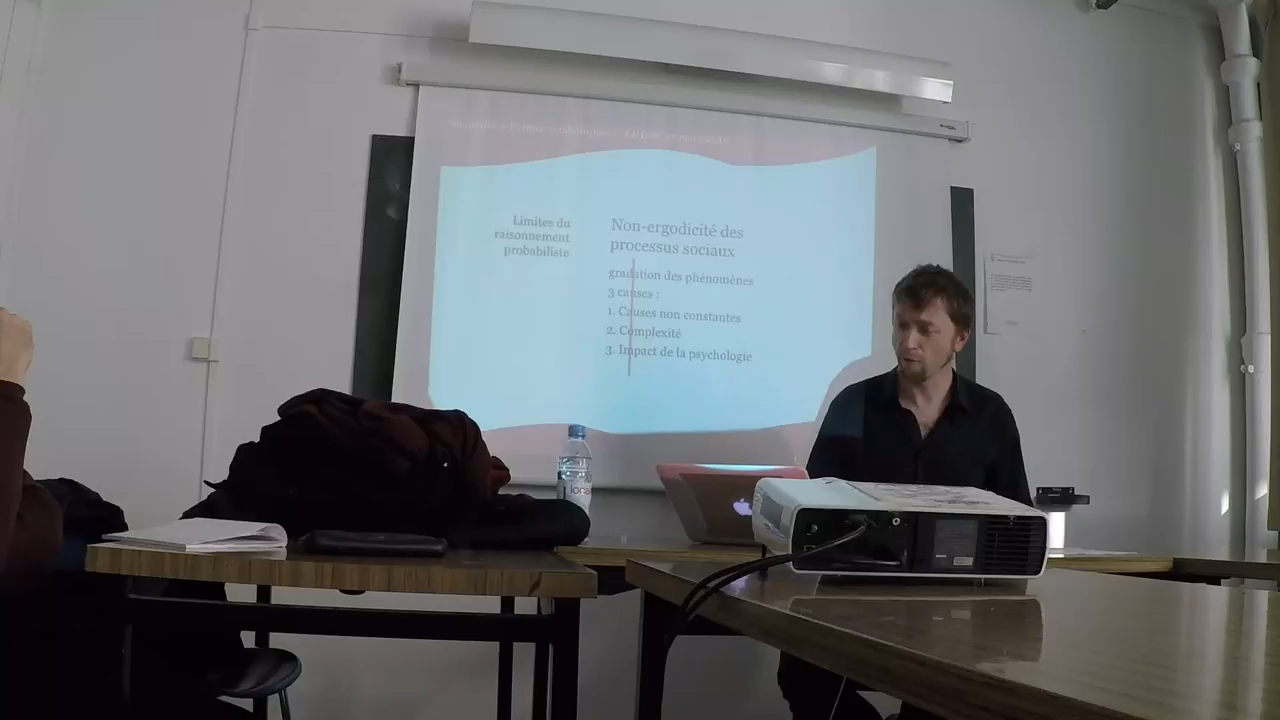 Limites du
raisonnement
probabiliste
Non-ergodicité des
processus sociaux
gradation des phénomènes
3 causes :
1. Causes non constantes
2. Complexité
3. Impact de la psychologie